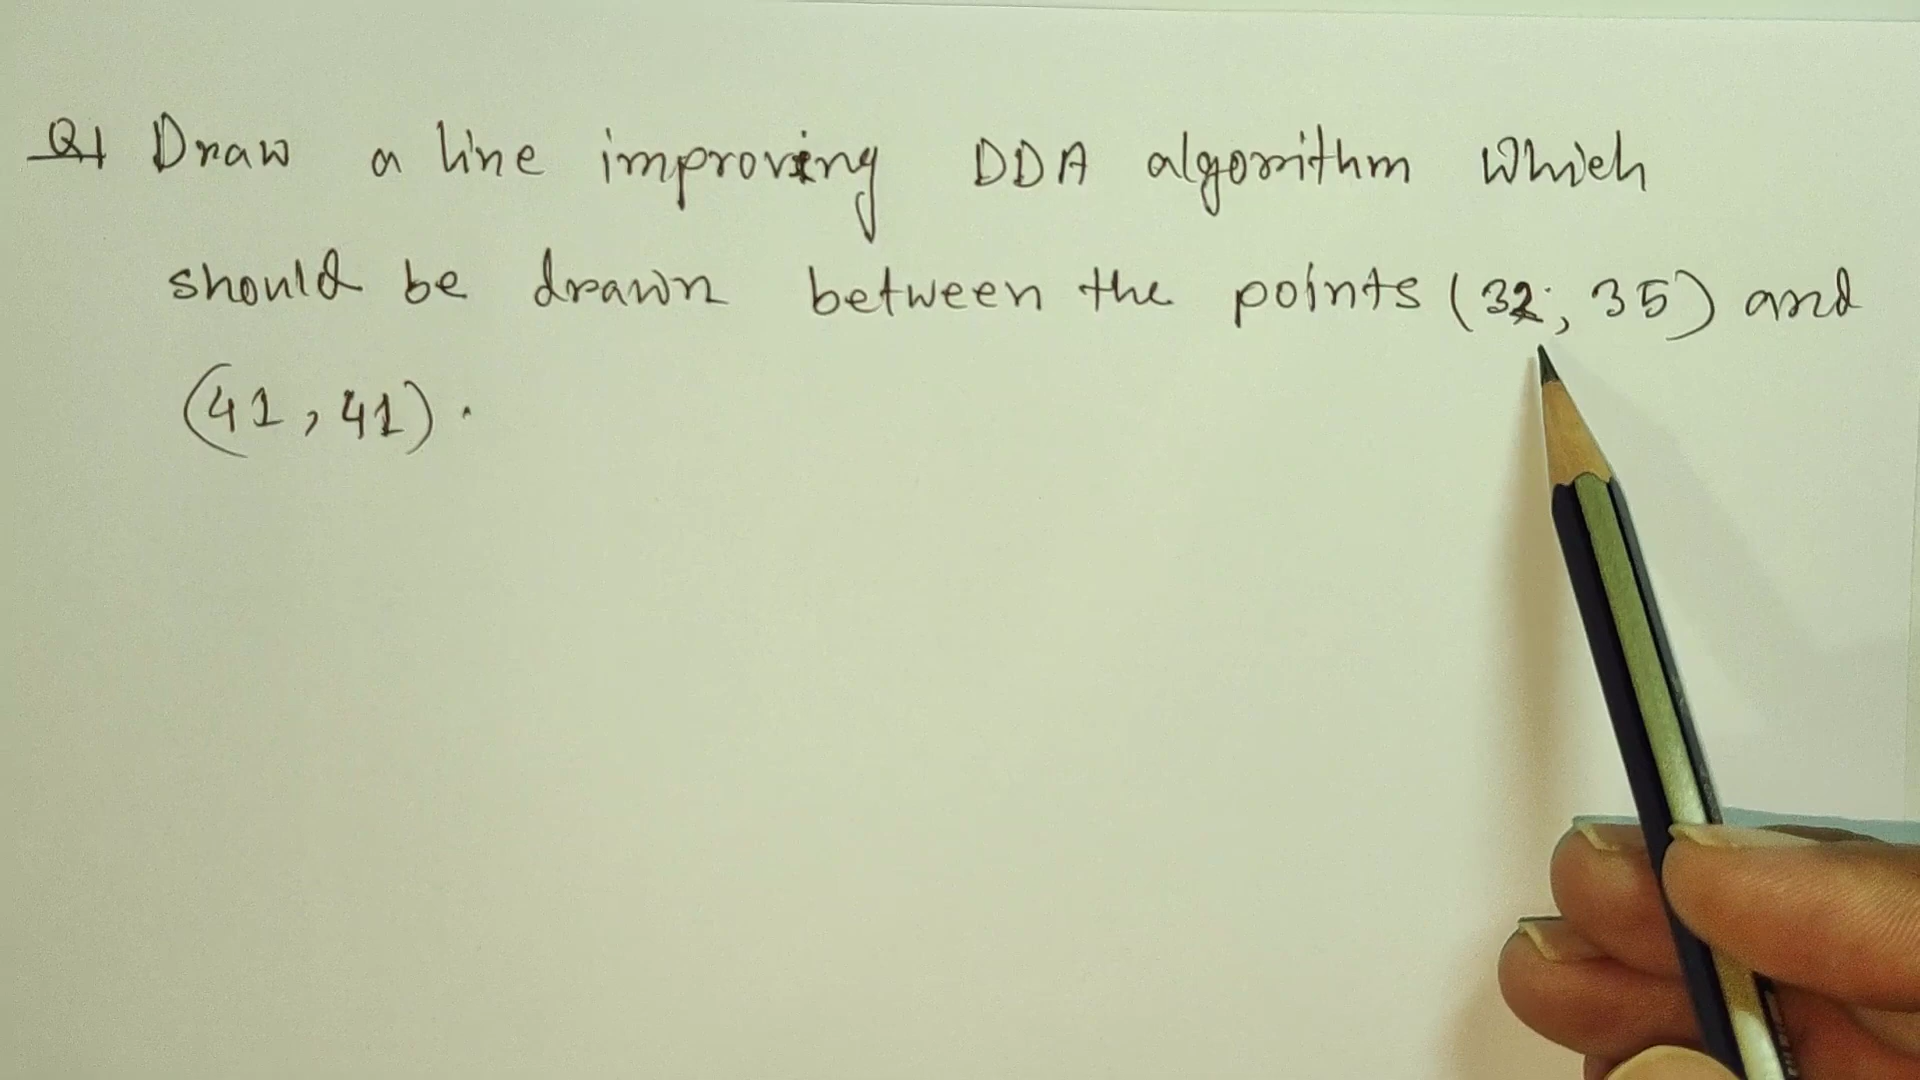 Q1 Draw a line improving DDA algorithm which
should be drawn between the points (32, 35) and
(41, 41).